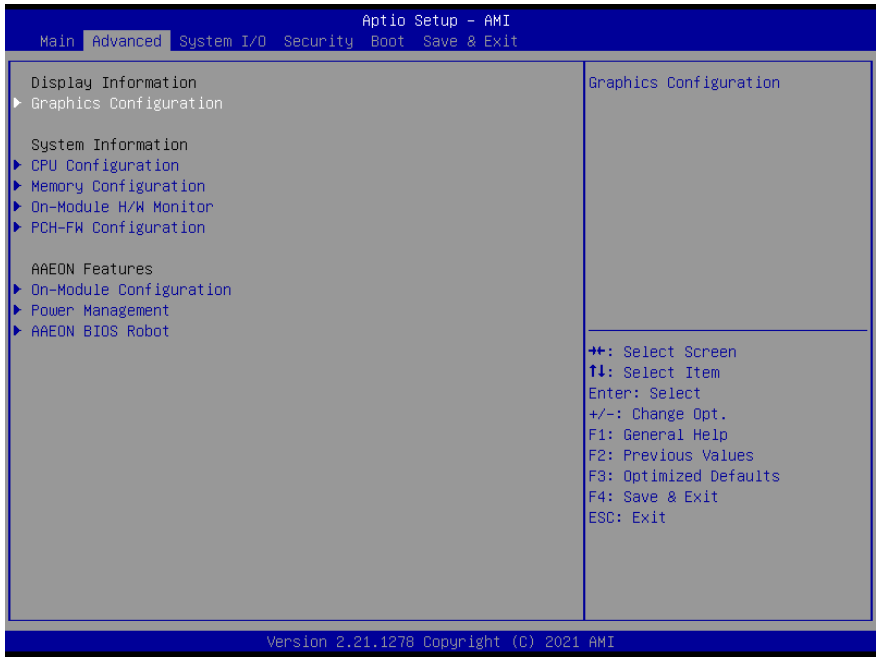 Aptio Setup – AMI
Main Advanced System I/O Security Boot Save & Exit
Display Information
Graphics Configuration
System Information
CPU Configuration
Memory Configuration
On-Module H/W Monitor
PCH-FW Configuration
AAEON Features
On-Module Configuration
Power Management
AAEON BIOS Robot
Graphics Configuration
→←: Select Screen
↑↓: Select Item
Enter: Select
+/-: Change Opt.
F1: General Help
F2: Previous Values
F3: Optimized Defaults
F4: Save & Exit
ESC: Exit
Version 2.21.1278 Copyright (C) 2021 AMI